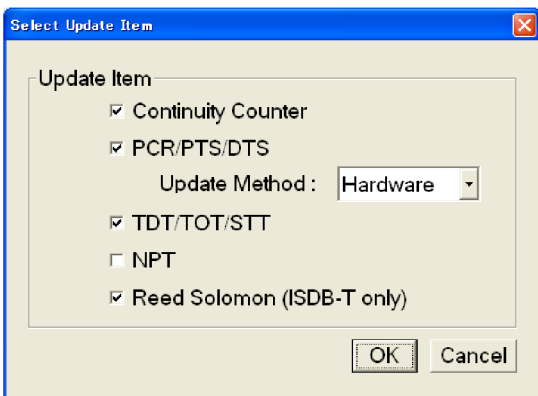 Select Update Item
Update Item
Continuity Counter
PCR/PTS/DTS
Update Method : Hardware
TDT/TOT/STT
NPT
Reed Solomon (ISDB-T only)
OK Cancel